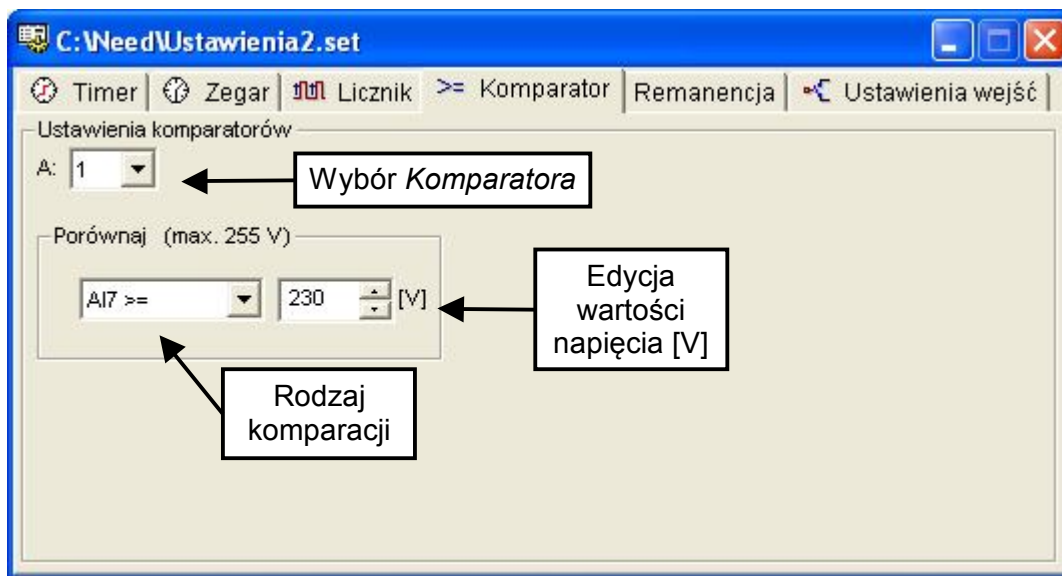 C:\Need\Ustawienia2.set
Timer Zegar Licznik >= Komparator Remanencja Ustawienia wejść
Ustawienia komparatorów
A: 1
Wybór Komparatora
Porównaj (max. 255 V)
AI7 >= 230 [V]
Edycja
wartości
napięcia [V]
Rodzaj
komparacji